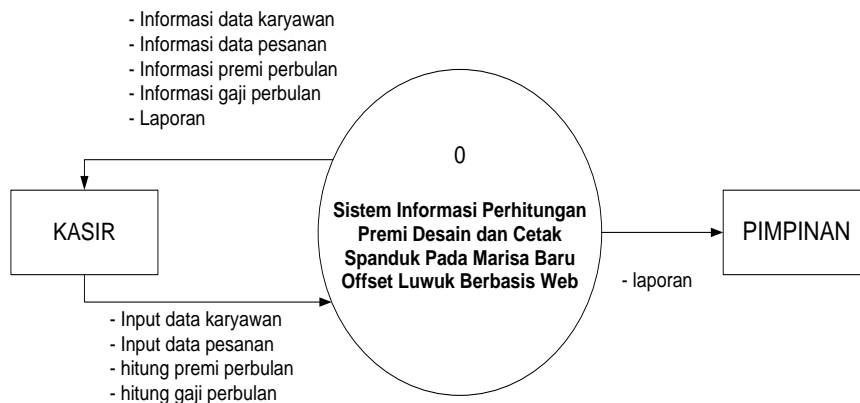 - Informasi data karyawan
- Informasi data pesanan
- Informasi premi perbulan
- Informasi gaji perbulan
- Laporan
0
Sistem Informasi Perhitungan
Premi Desain dan Cetak
Spanduk Pada Marisa Baru
Offset Luwuk Berbasis Web
KASIR
PIMPINAN
- laporan
- Input data karyawan
- Input data pesanan
- hitung premi perbulan
- hitung gaji perbulan